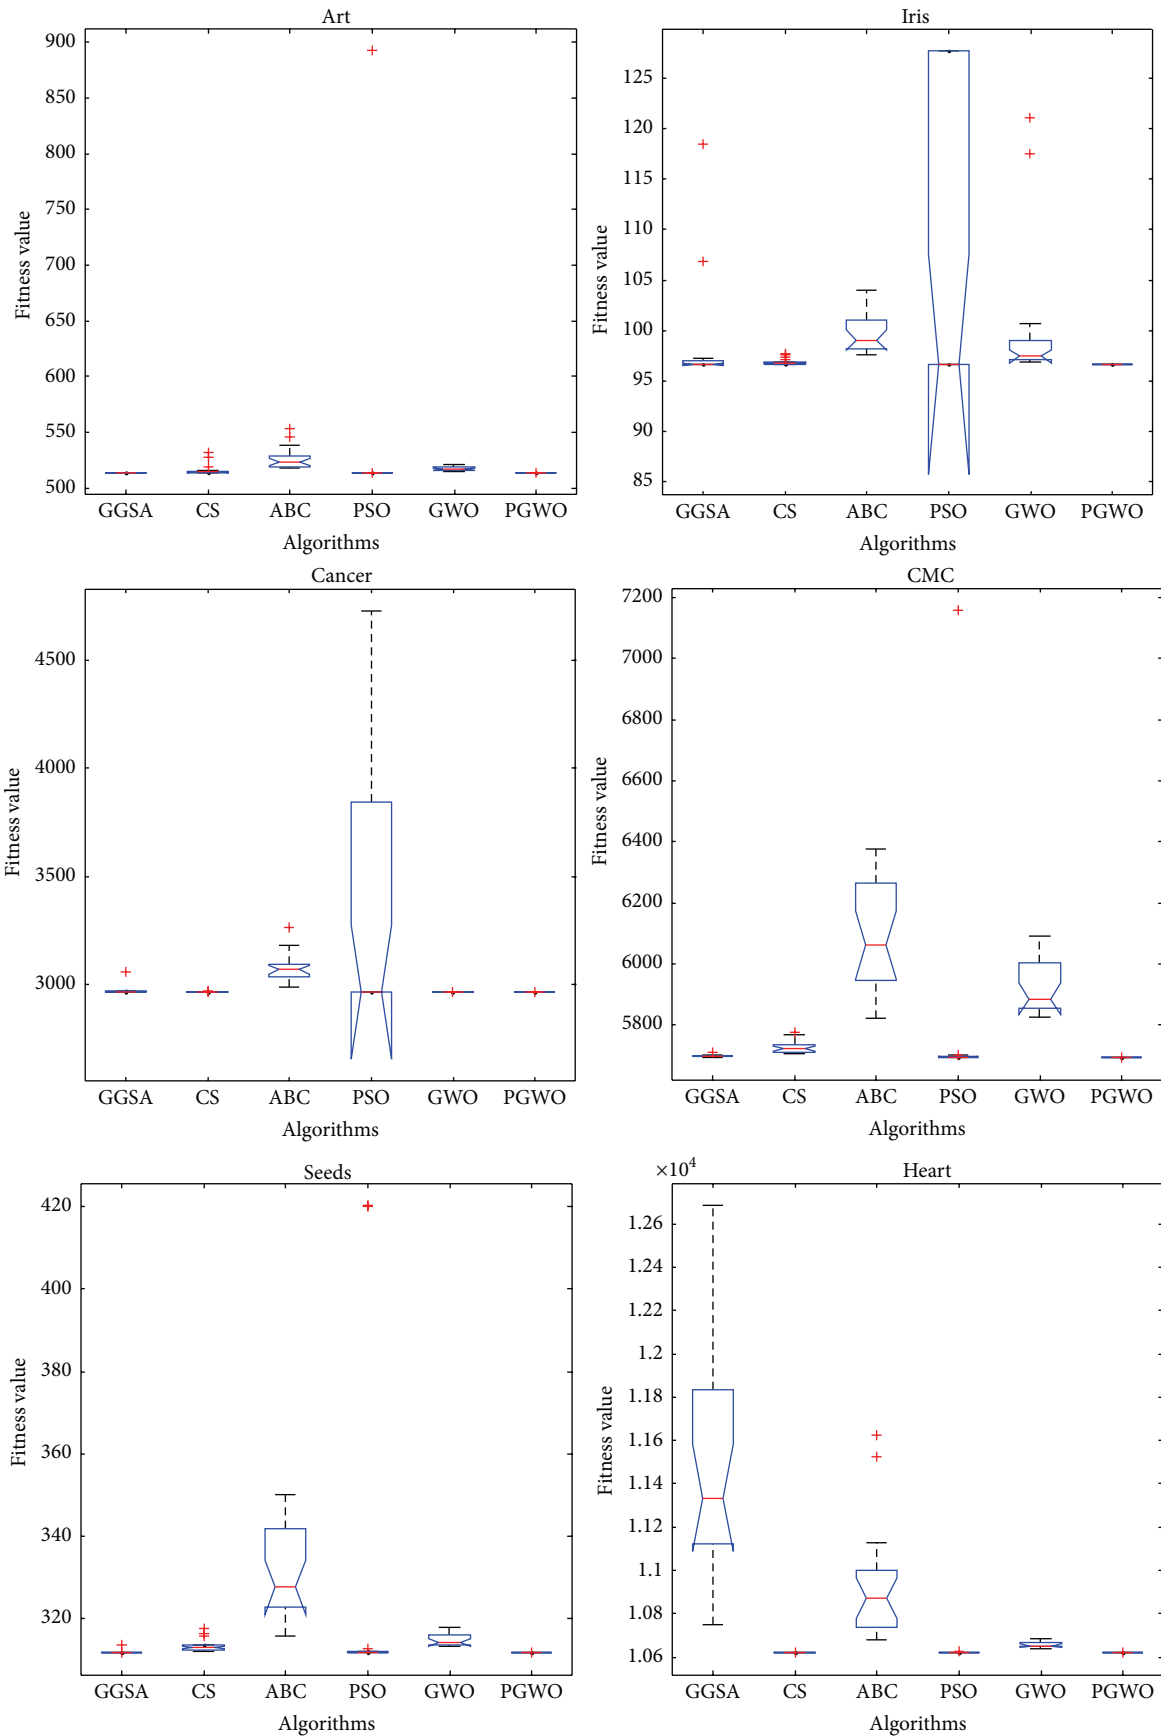 Art
900
850
800
750
700
650
600
550
500
Fitness value
GGSA CS ABC PSO GWO PGWO
Algorithms
Iris
125
120
115
110
105
100
95
90
85
Fitness value
GGSA CS ABC PSO GWO PGWO
Algorithms
Cancer
4500
4000
3500
3000
Fitness value
GGSA CS ABC PSO GWO PGWO
Algorithms
CMC
7200
7000
6800
6600
6400
6200
6000
5800
Fitness value
GGSA CS ABC PSO GWO PGWO
Algorithms
Seeds
420
400
380
360
340
320
Fitness value
GGSA CS ABC PSO GWO PGWO
Algorithms
×10⁴
Heart
1.26
1.24
1.22
1.2
1.18
1.16
1.14
1.12
1.1
1.08
1.06
Fitness value
GGSA CS ABC PSO GWO PGWO
Algorithms